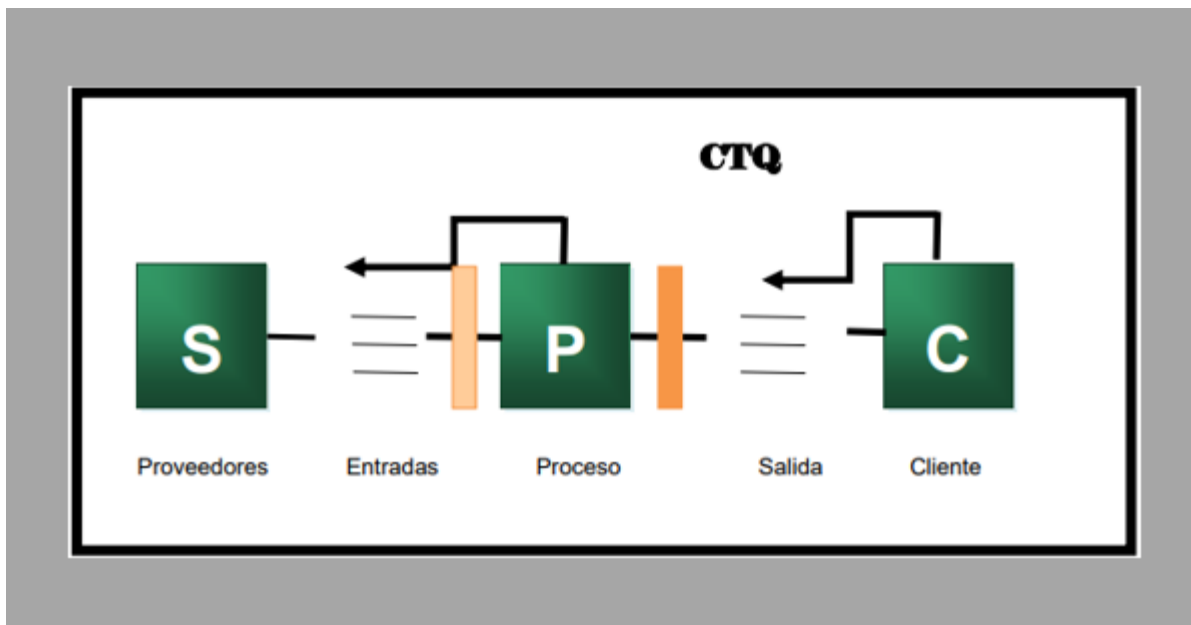 CTQ
S
P
C
Proveedores
Entradas
Proceso
Salida
Cliente